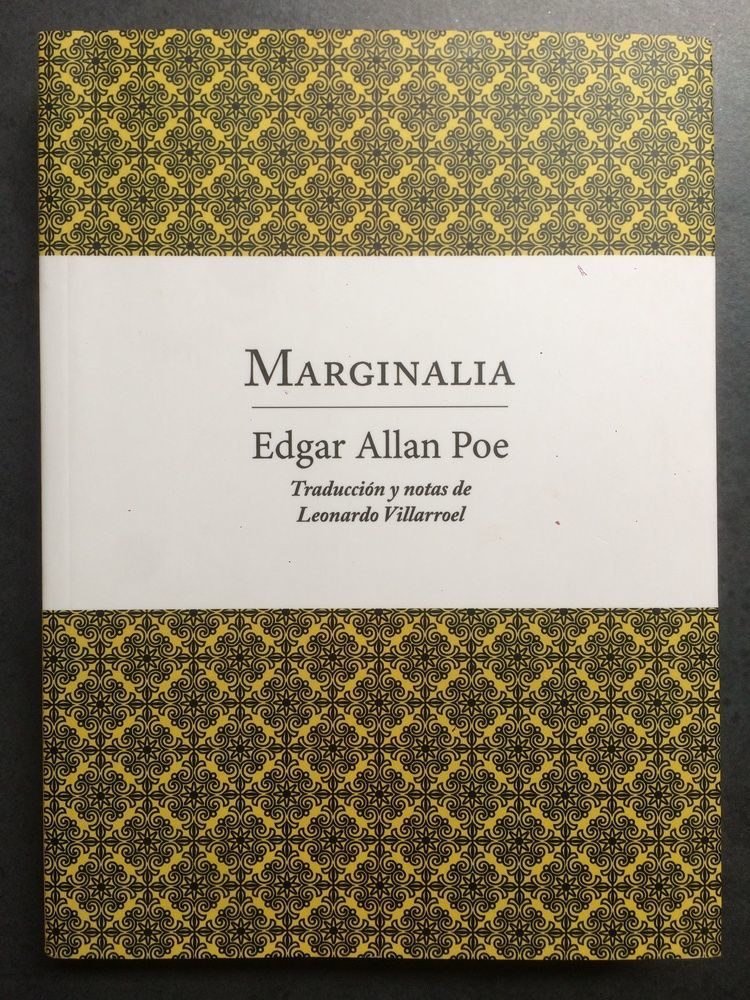 MARGINALIA
Edgar Allan Poe
Traducción y notas de
Leonardo Villarroel